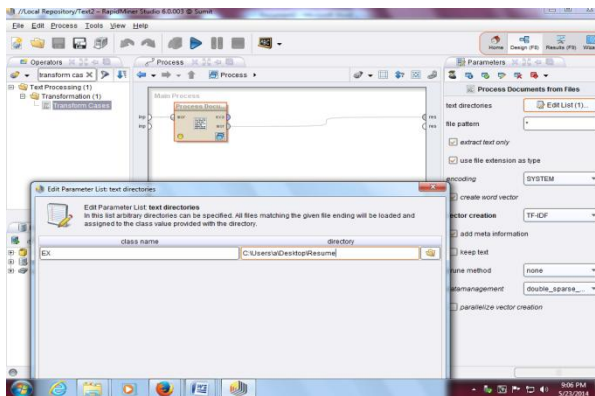 //Local Repository/Text2 – RapidMiner Studio 6.0.003 @ Sumit
File Edit Process Tools View Help
Home Design (F8) Results (F9)
Operators Process Parameters
transform cas Process
Process Documents from Files
Text Processing (1)
Transformation (1)
Transform Cases
Main Process
Process Docu...
inp wor exa res
inp wor res
text directories Edit List (1)...
file pattern *
extract text only
use file extension as type
encoding SYSTEM
create word vector
vector creation TF-IDF
add meta information
keep text
prune method none
datamanagement double_sparse_...
parallelize vector creation
Edit Parameter List: text directories
Edit Parameter List: text directories
In this list arbitrary directories can be specified. All files matching the given file ending will be loaded and
assigned to the class value provided with the directory.
class name directory
EX C:\Users\a\Desktop\Resume
9:06 PM
5/23/2014